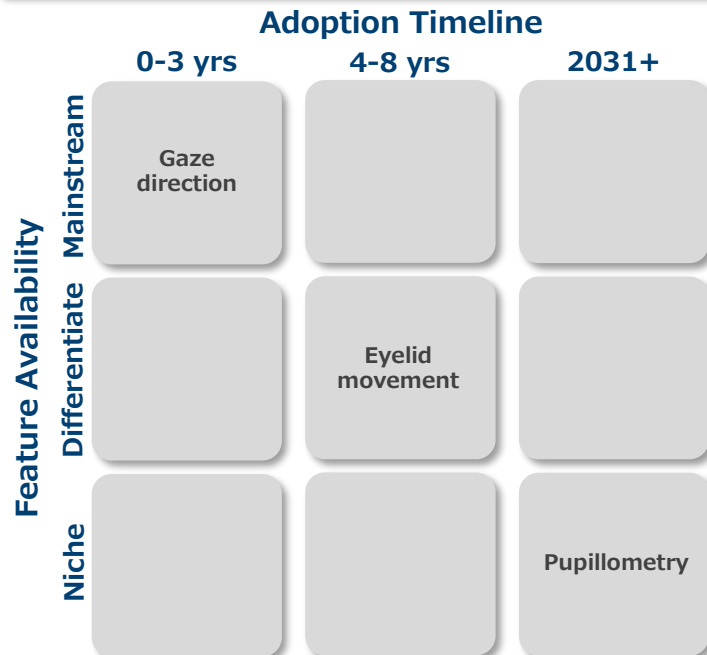 Adoption Timeline
0-3 yrs 4-8 yrs 2031+
Feature Availability
Mainstream
Gaze
direction
Differentiate
Eyelid
movement
Niche
Pupillometry